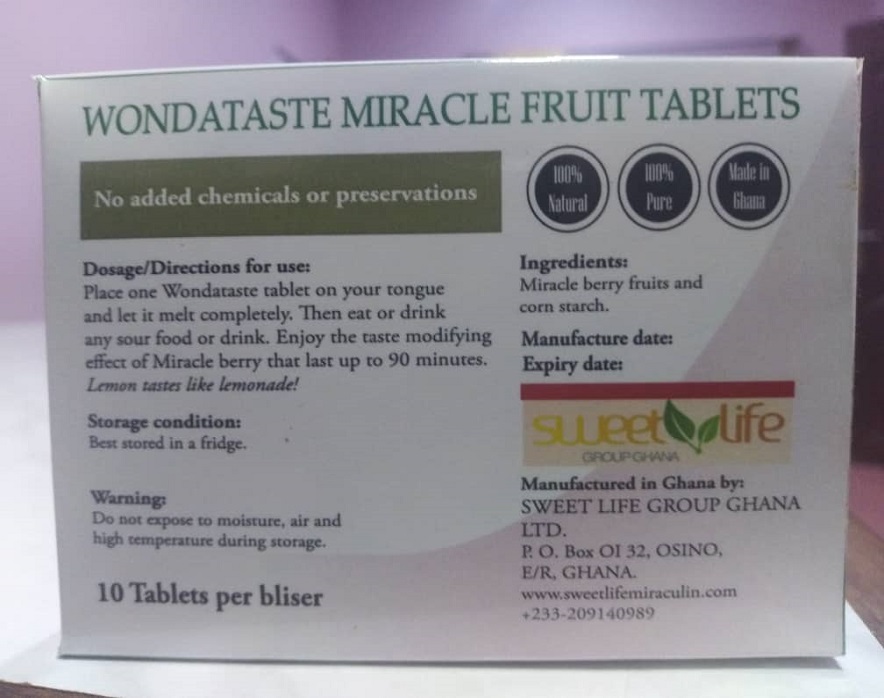 WONDATASTE MIRACLE FRUIT TABLETS
No added chemicals or preservations
100%
Natural
100%
Pure
Made in
Ghana
Dosage/Directions for use:
Place one Wondataste tablet on your tongue
and let it melt completely. Then eat or drink
any sour food or drink. Enjoy the taste modifying
effect of Miracle berry that last up to 90 minutes.
Lemon tastes like lemonade!
Storage condition:
Best stored in a fridge.
Warning:
Do not expose to moisture, air and
high temperature during storage.
10 Tablets per bliser
Ingredients:
Miracle berry fruits and
corn starch.
Manufacture date:
Expiry date:
sweet life
GROUP GHANA
Manufactured in Ghana by:
SWEET LIFE GROUP GHANA
LTD.
P. O. Box OI 32, OSINO,
E/R, GHANA.
www.sweetlifemiraculin.com
+233-209140989